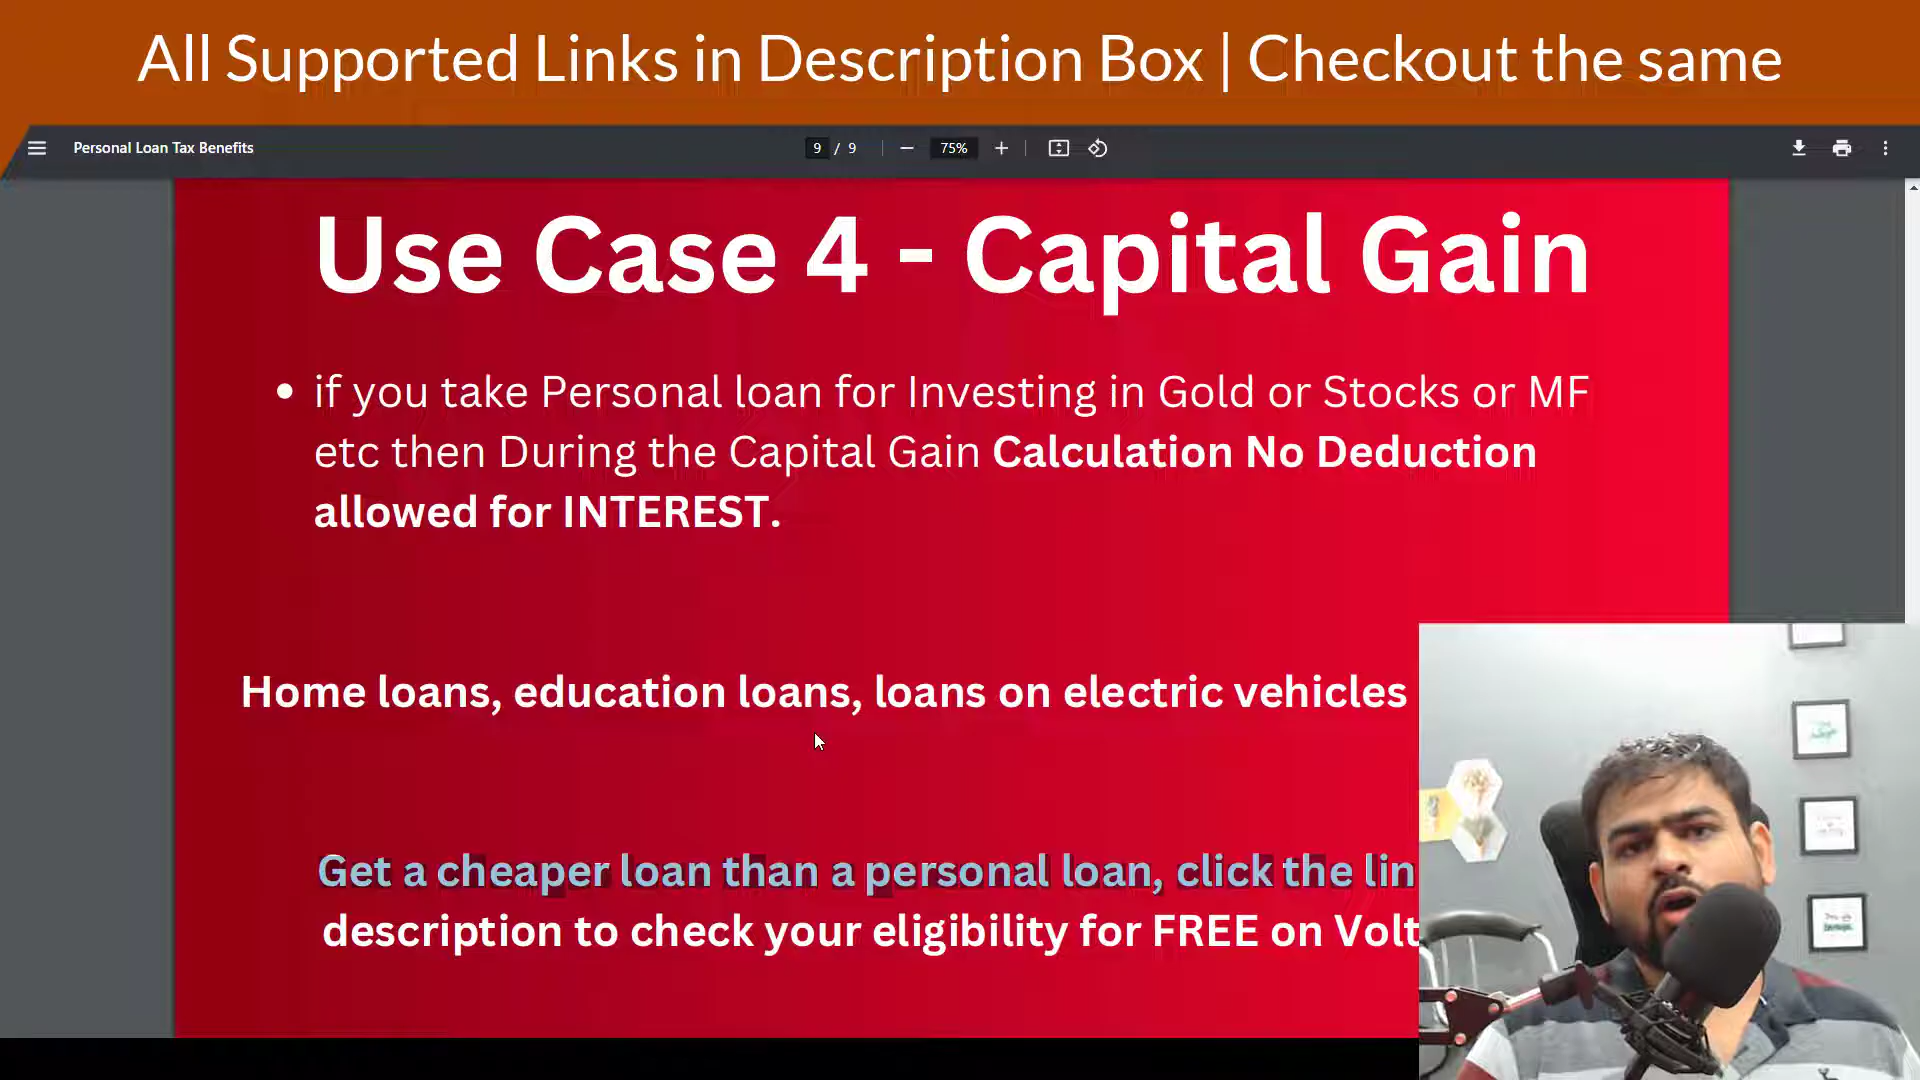 All Supported Links in Description Box | Checkout the same
Personal Loan Tax Benefits
9 / 9
75%
Use Case 4 - Capital Gain
• if you take Personal loan for Investing in Gold or Stocks or MF
etc then During the Capital Gain Calculation No Deduction
allowed for INTEREST.
Home loans, education loans, loans on electric vehicles
Get a cheaper loan than a personal loan, click the lin
description to check your eligibility for FREE on Volt